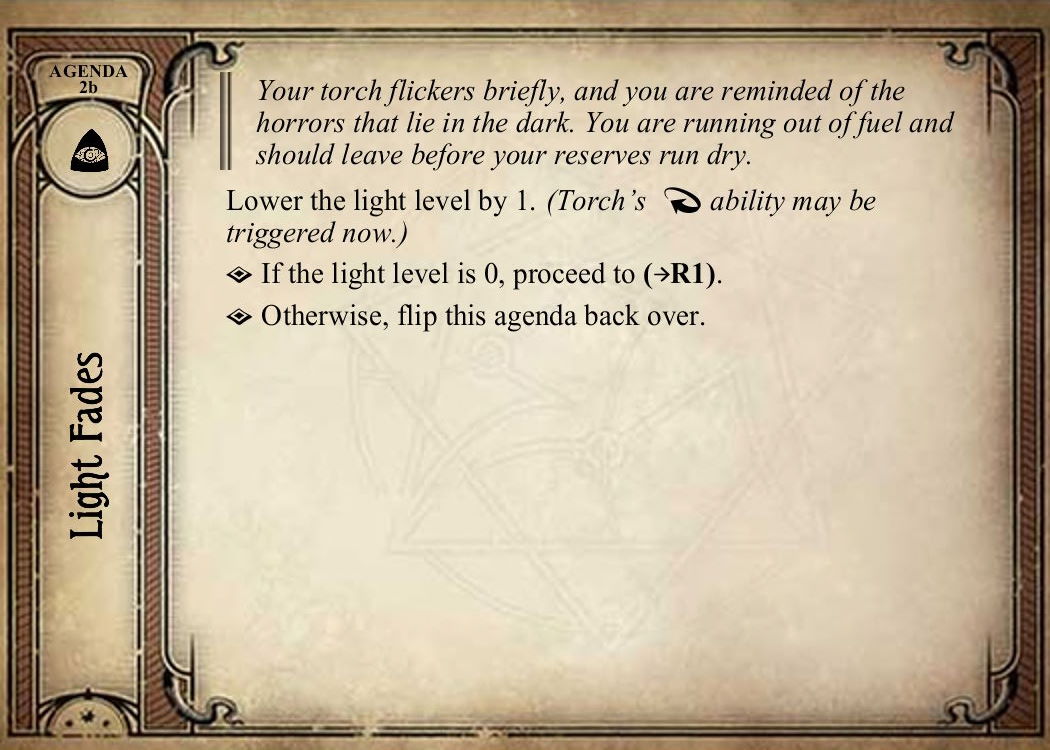 AGENDA
2b
Light Fades
Your torch flickers briefly, and you are reminded of the
horrors that lie in the dark. You are running out of fuel and
should leave before your reserves run dry.
Lower the light level by 1. (Torch’s ability may be
triggered now.)
If the light level is 0, proceed to (→R1).
Otherwise, flip this agenda back over.